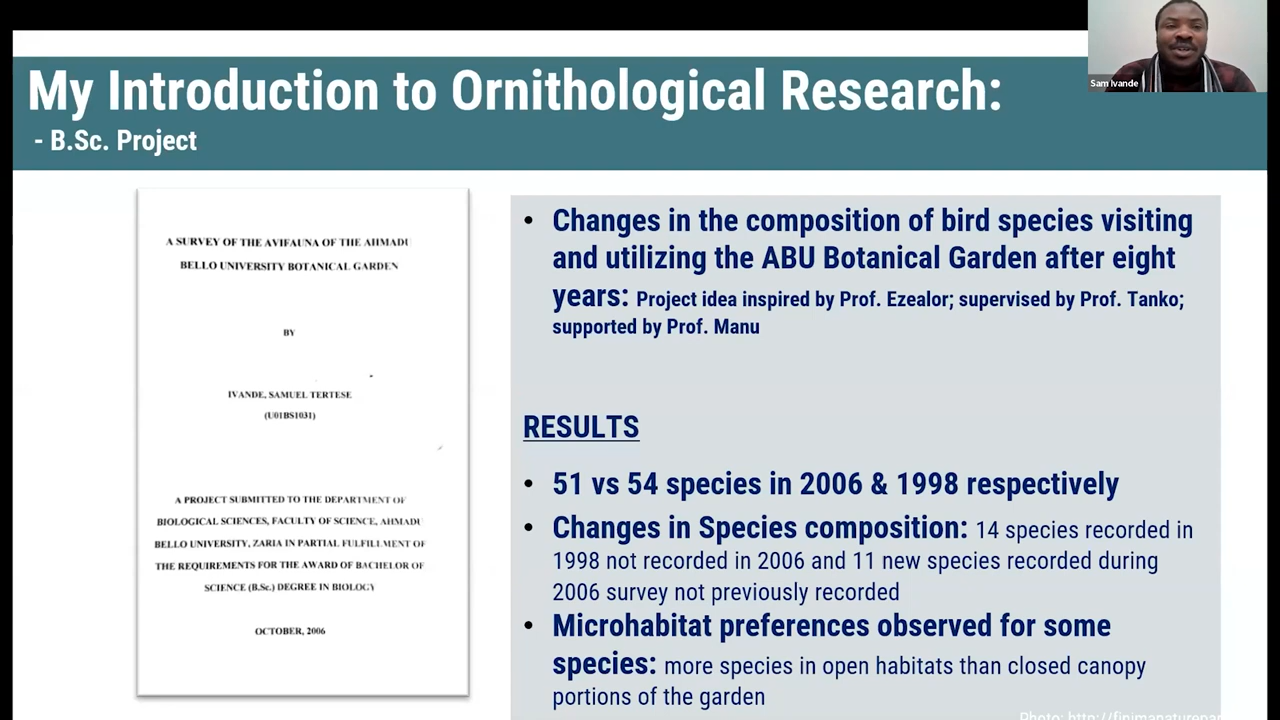 Sam Ivande
My Introduction to Ornithological Research:
- B.Sc. Project
A SURVEY OF THE AVIFAUNA OF THE AHMADU
BELLO UNIVERSITY BOTANICAL GARDEN
BY
IVANDE, SAMUEL TERTESE
(U01BS1031)
A PROJECT SUBMITTED TO THE DEPARTMENT OF
BIOLOGICAL SCIENCES, FACULTY OF SCIENCE, AHMADU
BELLO UNIVERSITY, ZARIA IN PARTIAL FULFILLMENT OF
THE REQUIREMENTS FOR THE AWARD OF BACHELOR OF
SCIENCE (B.Sc.) DEGREE IN BIOLOGY
OCTOBER, 2006
• Changes in the composition of bird species visiting
and utilizing the ABU Botanical Garden after eight
years: Project idea inspired by Prof. Ezealor; supervised by Prof. Tanko;
supported by Prof. Manu
RESULTS
• 51 vs 54 species in 2006 & 1998 respectively
• Changes in Species composition: 14 species recorded in
1998 not recorded in 2006 and 11 new species recorded during
2006 survey not previously recorded
• Microhabitat preferences observed for some
species: more species in open habitats than closed canopy
portions of the garden
Photo: